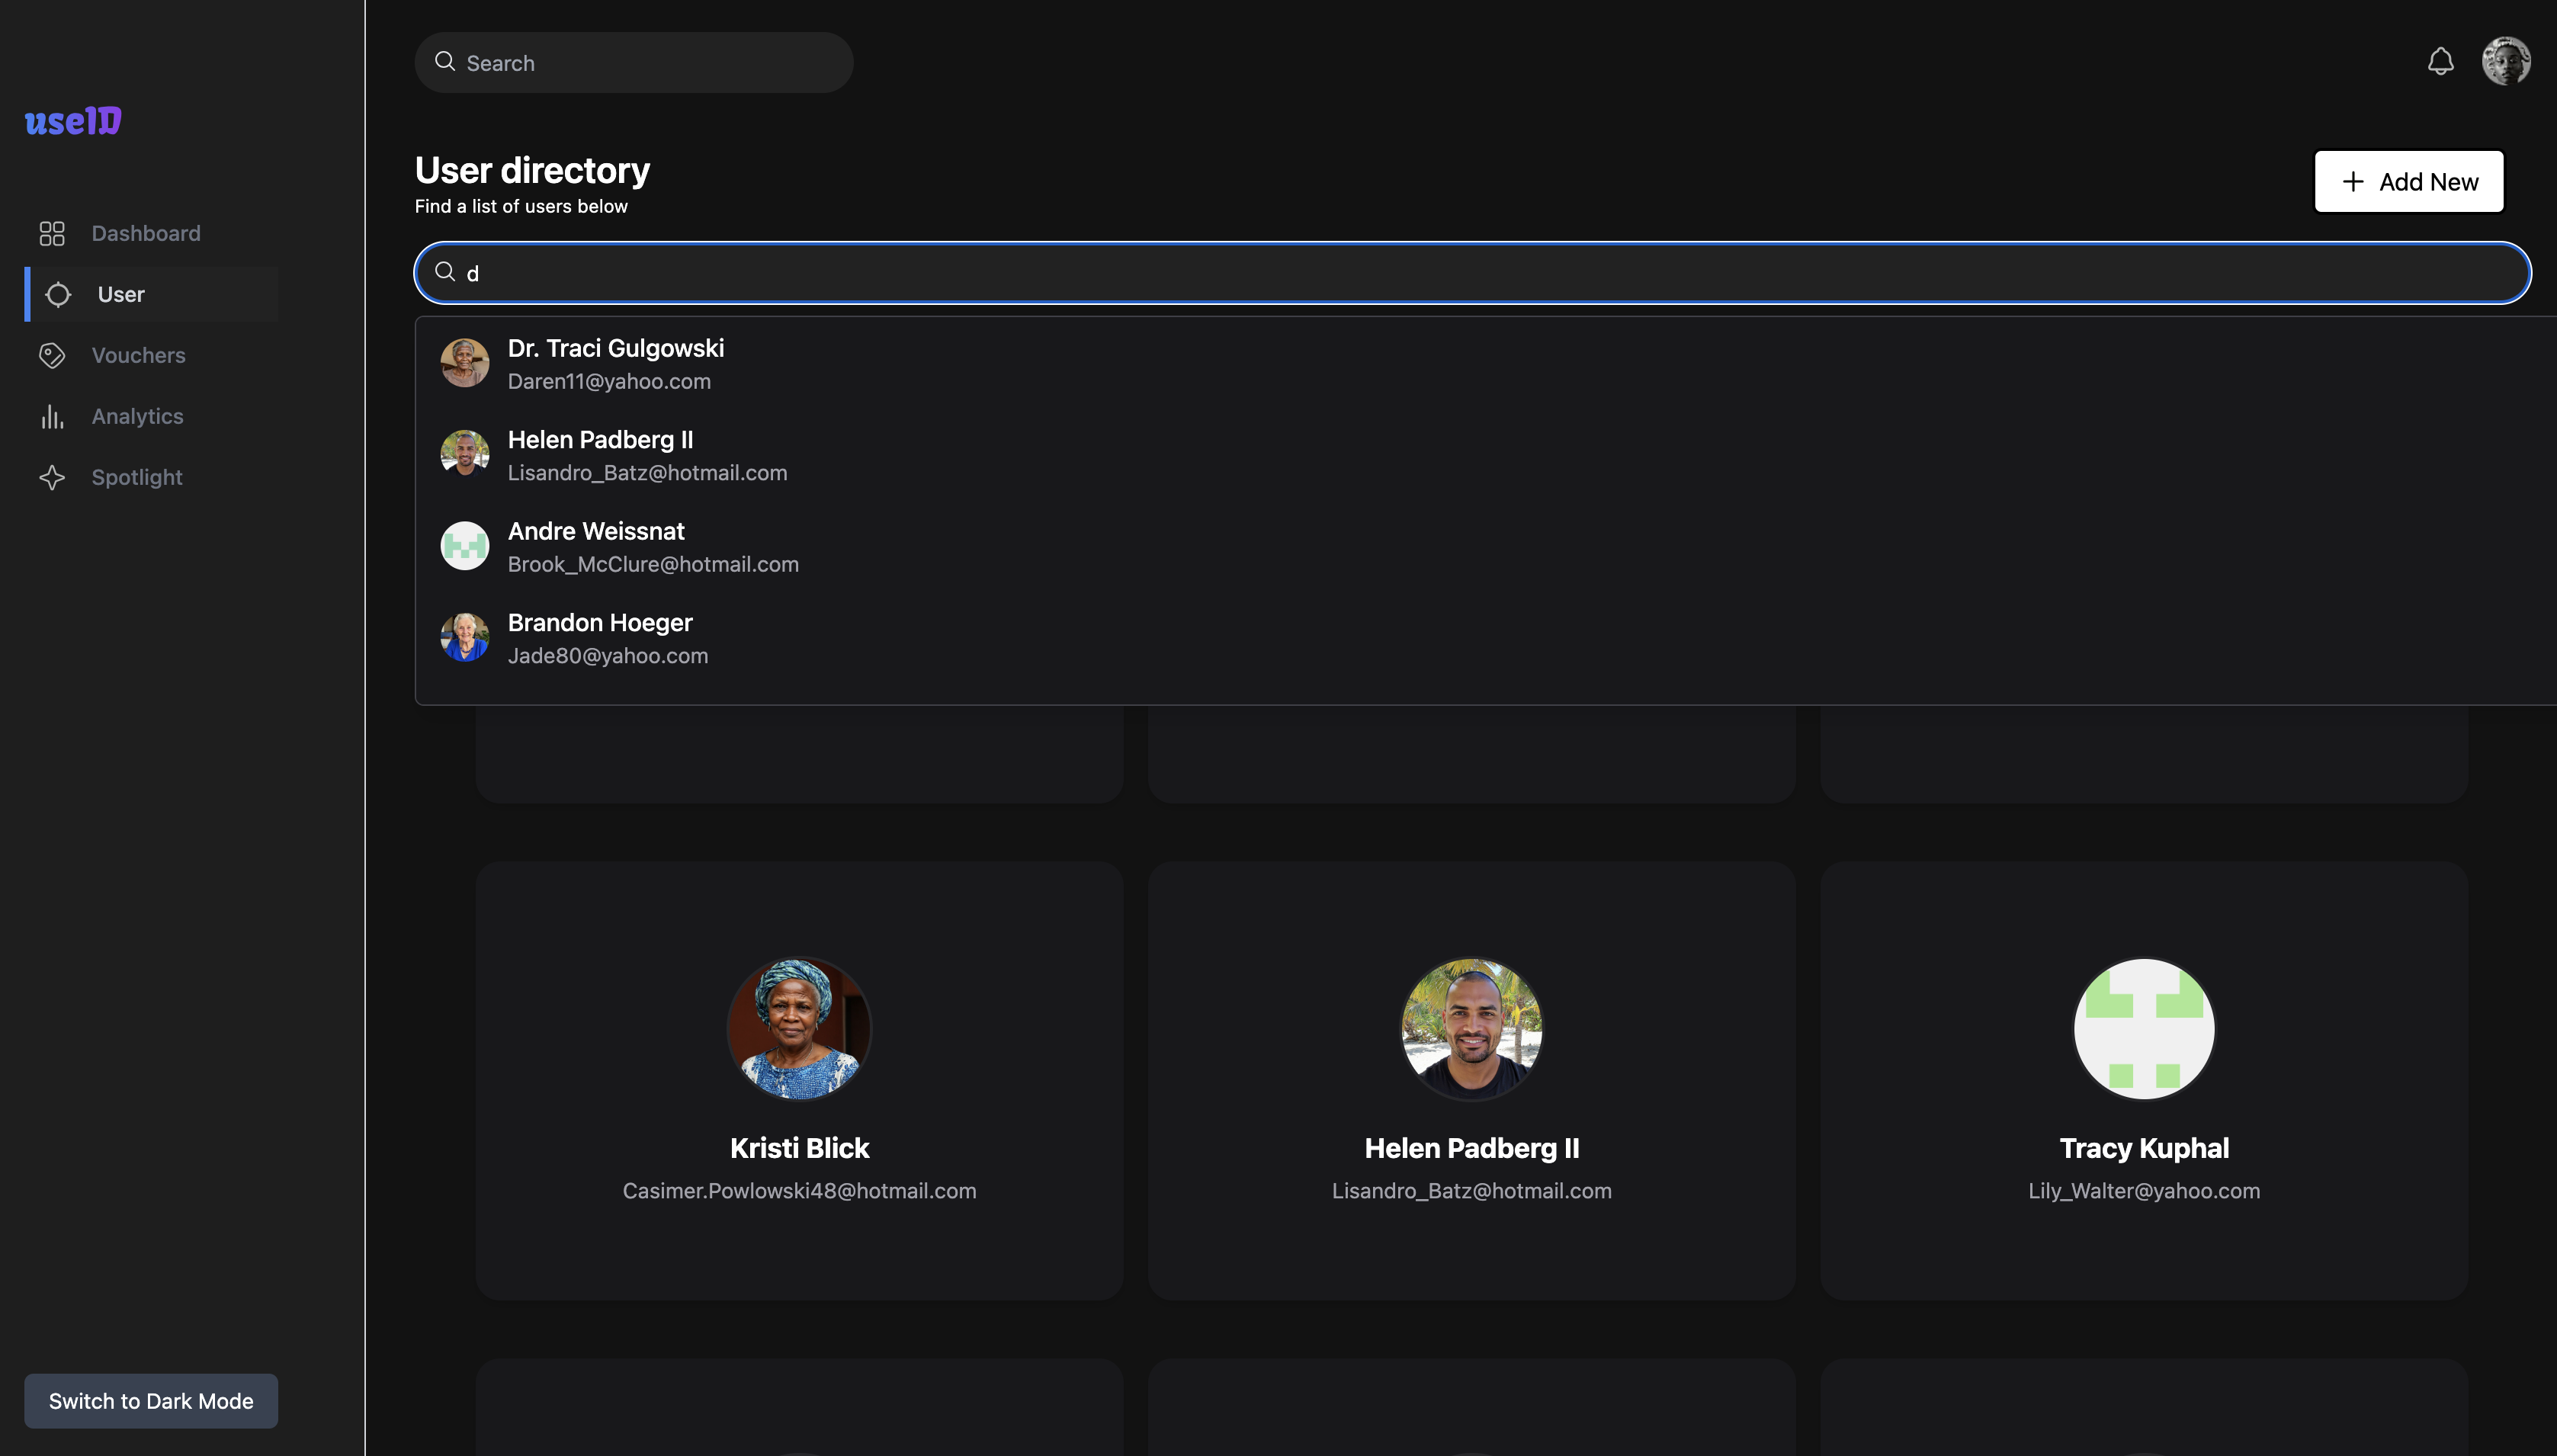 Search
useID
User directory
Add New
Find a list of users below
Dashboard
User
Vouchers
Analytics
Spotlight
d
Dr. Traci Gulgowski
Daren11@yahoo.com
Helen Padberg II
Lisandro_Batz@hotmail.com
Andre Weissnat
Brook_McClure@hotmail.com
Brandon Hoeger
Jade80@yahoo.com
Kristi Blick
Casimer.Powlowski48@hotmail.com
Helen Padberg II
Lisandro_Batz@hotmail.com
Tracy Kuphal
Lily_Walter@yahoo.com
Switch to Dark Mode